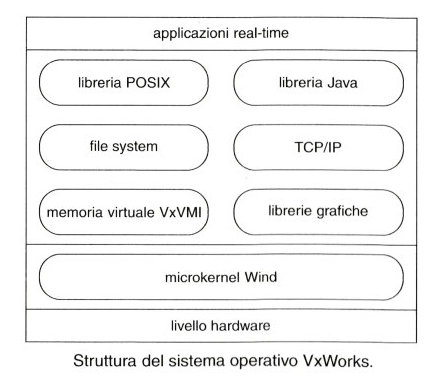 applicazioni real-time
libreria POSIX
libreria Java
file system
TCP/IP
memoria virtuale VxVMI
librerie grafiche
microkernel Wind
livello hardware
Struttura del sistema operativo VxWorks.